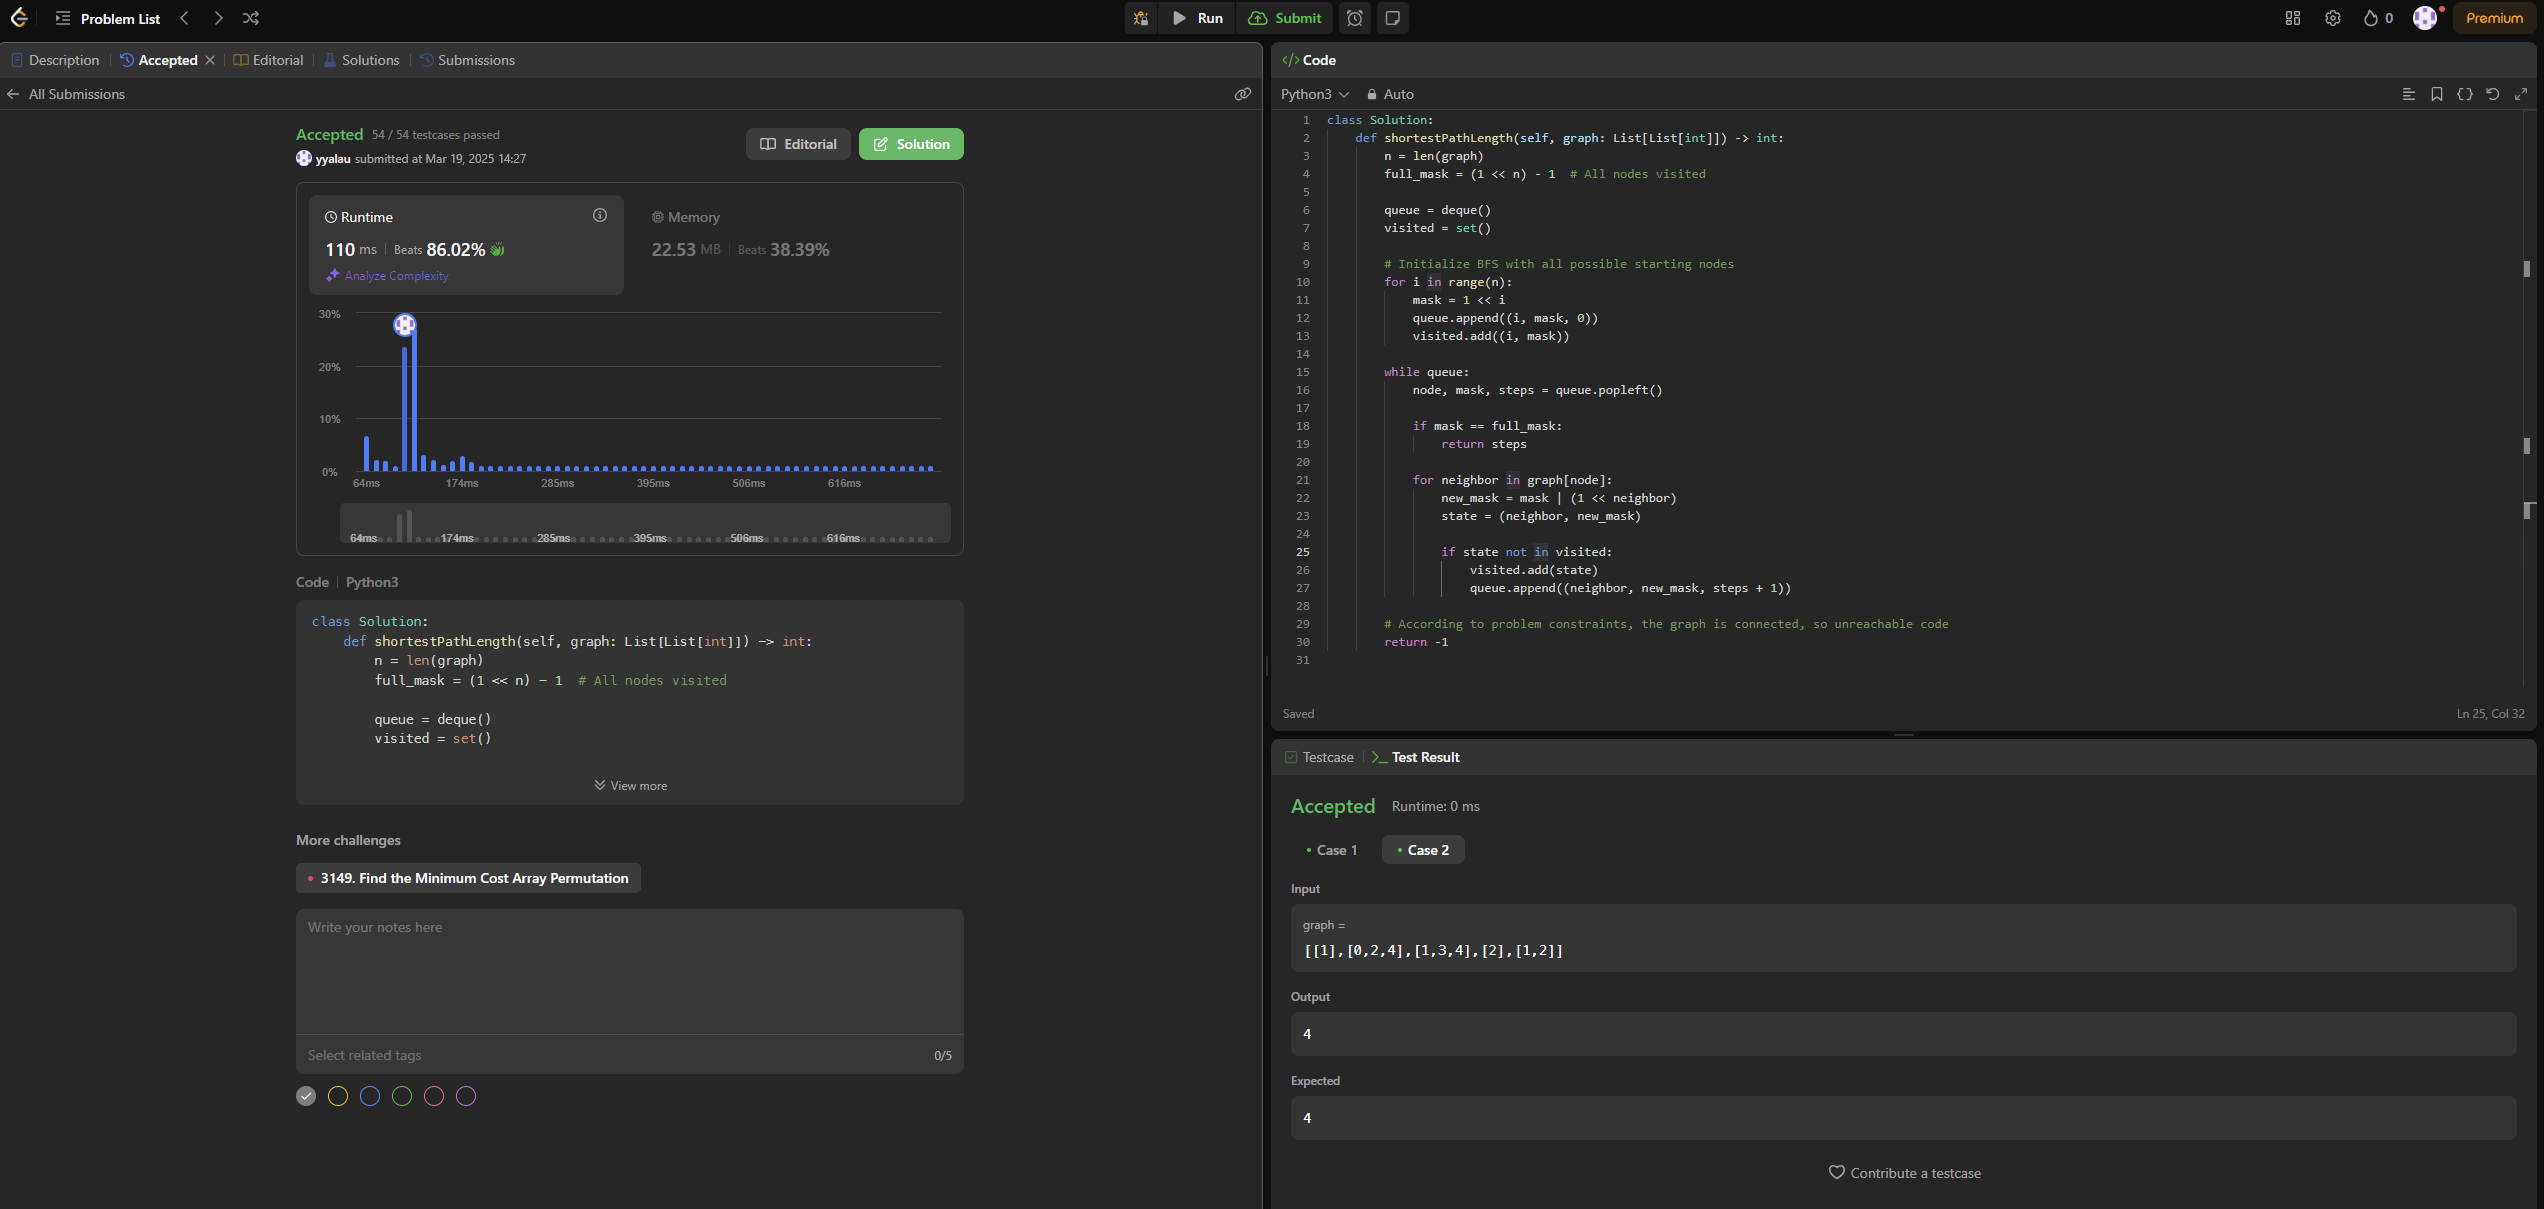 Problem List
Run
Submit
0
Premium
Description
Accepted
Editorial
Solutions
Submissions
All Submissions
Accepted 54 / 54 testcases passed
yyalau submitted at Mar 19, 2025 14:27
Editorial
Solution
Runtime
110 ms Beats 86.02%
Analyze Complexity
Memory
22.53 MB Beats 38.39%
30%
20%
10%
0%
64ms 174ms 285ms 395ms 506ms 616ms
64ms 174ms 285ms 395ms 506ms 616ms
Code Python3
class Solution:
    def shortestPathLength(self, graph: List[List[int]]) -> int:
        n = len(graph)
        full_mask = (1 << n) - 1  # All nodes visited
        queue = deque()
        visited = set()
View more
More challenges
3149. Find the Minimum Cost Array Permutation
Write your notes here
Select related tags
0/5
Code
Python3
Auto
1 class Solution:
2     def shortestPathLength(self, graph: List[List[int]]) -> int:
3         n = len(graph)
4         full_mask = (1 << n) - 1  # All nodes visited
5
6         queue = deque()
7         visited = set()
8
9         # Initialize BFS with all possible starting nodes
10         for i in range(n):
11             mask = 1 << i
12             queue.append((i, mask, 0))
13             visited.add((i, mask))
14
15         while queue:
16             node, mask, steps = queue.popleft()
17
18             if mask == full_mask:
19                 return steps
20
21             for neighbor in graph[node]:
22                 new_mask = mask | (1 << neighbor)
23                 state = (neighbor, new_mask)
24
25                 if state not in visited:
26                     visited.add(state)
27                     queue.append((neighbor, new_mask, steps + 1))
28
29         # According to problem constraints, the graph is connected, so unreachable code
30         return -1
31
Saved
Ln 25, Col 32
Testcase
Test Result
Accepted Runtime: 0 ms
Case 1
Case 2
Input
graph =
[[1],[0,2,4],[1,3,4],[2],[1,2]]
Output
4
Expected
4
Contribute a testcase